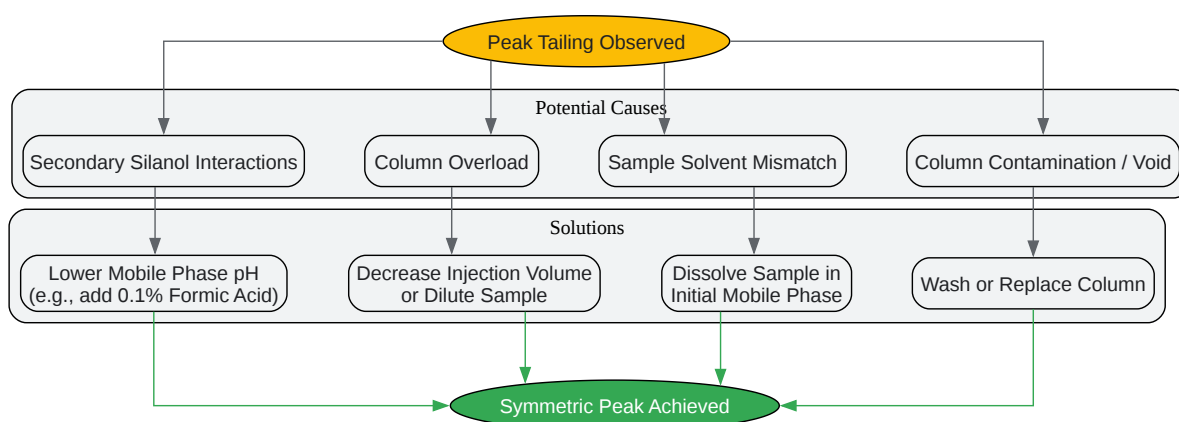 Peak Tailing Observed
Potential Causes
Secondary Silanol Interactions
Column Overload
Sample Solvent Mismatch
Column Contamination / Void
Solutions
Lower Mobile Phase pH
(e.g., add 0.1% Formic Acid)
Decrease Injection Volume
or Dilute Sample
Dissolve Sample in
Initial Mobile Phase
Wash or Replace Column
Symmetric Peak Achieved